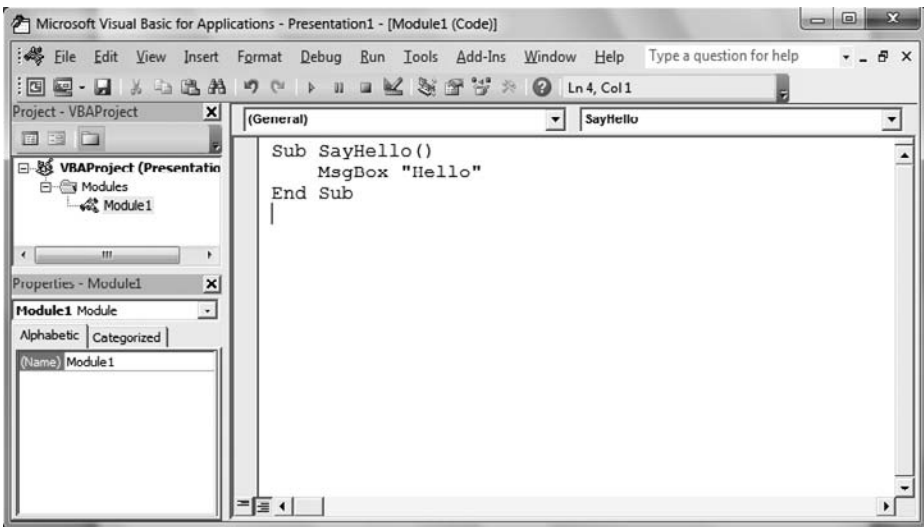 Microsoft Visual Basic for Applications - Presentation1 - [Module1 (Code)]
File Edit View Insert Format Debug Run Tools Add-Ins Window Help Type a question for help
Ln 4, Col 1
Project - VBAProject
(General) SayHello
VBAProject (Presentatio
Modules
Module1
Sub SayHello()
MsgBox "Hello"
End Sub
Properties - Module1
Module1 Module
Alphabetic Categorized
(Name) Module1